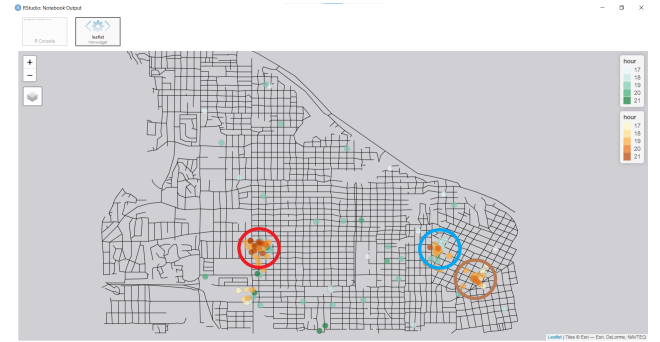 RStudio: Notebook Output
R Console
leaflet
htmlwidget
+
−
hour
17
18
19
20
21
hour
17
18
19
20
21
Leaflet | Tiles © Esri — Esri, DeLorme, NAVTEQ